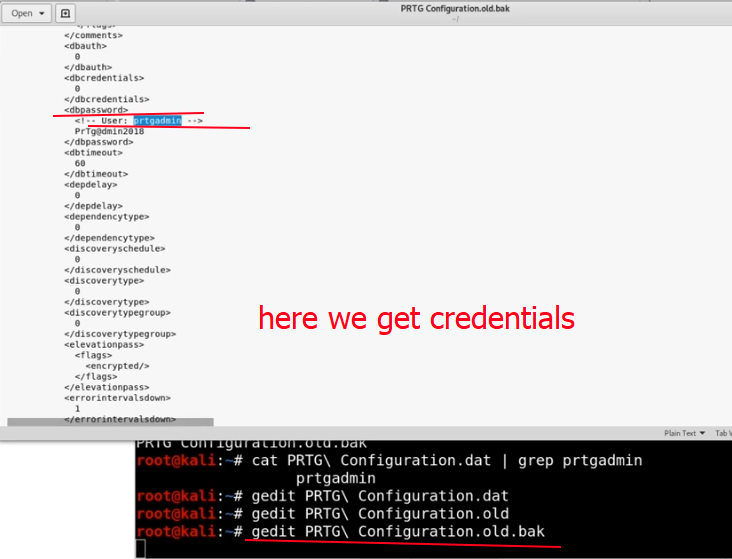 Open
PRTG Configuration.old.bak
~/
</flags>
</comments>
<dbauth>
0
</dbauth>
<dbcredentials>
0
</dbcredentials>
<dbpassword>
<!-- User: prtgadmin -->
PrTg@dmin2018
</dbpassword>
<dbtimeout>
60
</dbtimeout>
<depdelay>
0
</depdelay>
<dependencytype>
0
</dependencytype>
<discoveryschedule>
0
</discoveryschedule>
<discoverytype>
0
</discoverytype>
<discoverytypegroup>
0
</discoverytypegroup>
<elevationpass>
<flags>
<encrypted/>
</flags>
</elevationpass>
<errorintervalsdown>
1
</errorintervalsdown>
here we get credentials
Plain Text
Tab
PRTG Configuration.old.bak
root@kali:~# cat PRTG\ Configuration.dat | grep prtgadmin
prtgadmin
root@kali:~# gedit PRTG\ Configuration.dat
root@kali:~# gedit PRTG\ Configuration.old
root@kali:~# gedit PRTG\ Configuration.old.bak